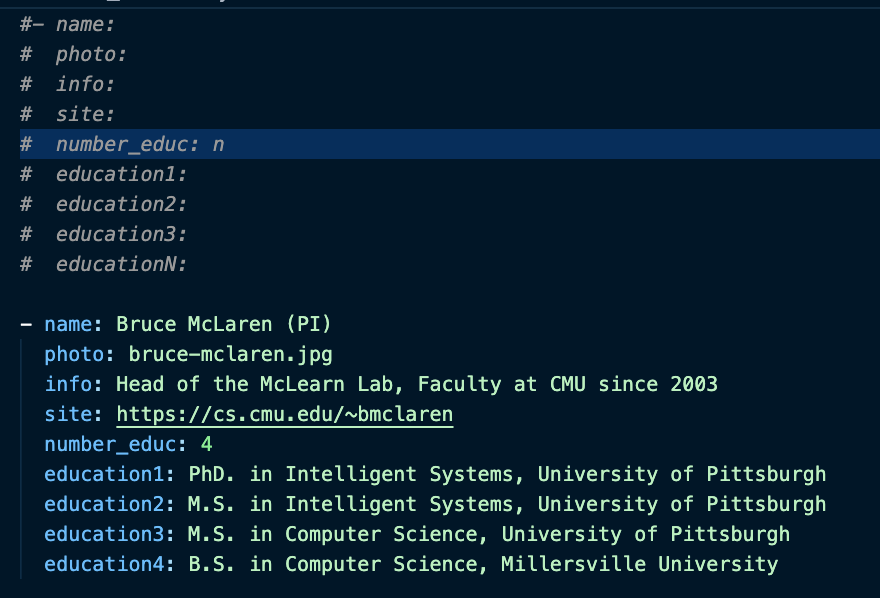 #- name:
#  photo:
#  info:
#  site:
#  number_educ: n
#  education1:
#  education2:
#  education3:
#  educationN:
- name: Bruce McLaren (PI)
  photo: bruce-mclaren.jpg
  info: Head of the McLearn Lab, Faculty at CMU since 2003
  site: https://cs.cmu.edu/~bmclaren
  number_educ: 4
  education1: PhD. in Intelligent Systems, University of Pittsburgh
  education2: M.S. in Intelligent Systems, University of Pittsburgh
  education3: M.S. in Computer Science, University of Pittsburgh
  education4: B.S. in Computer Science, Millersville University